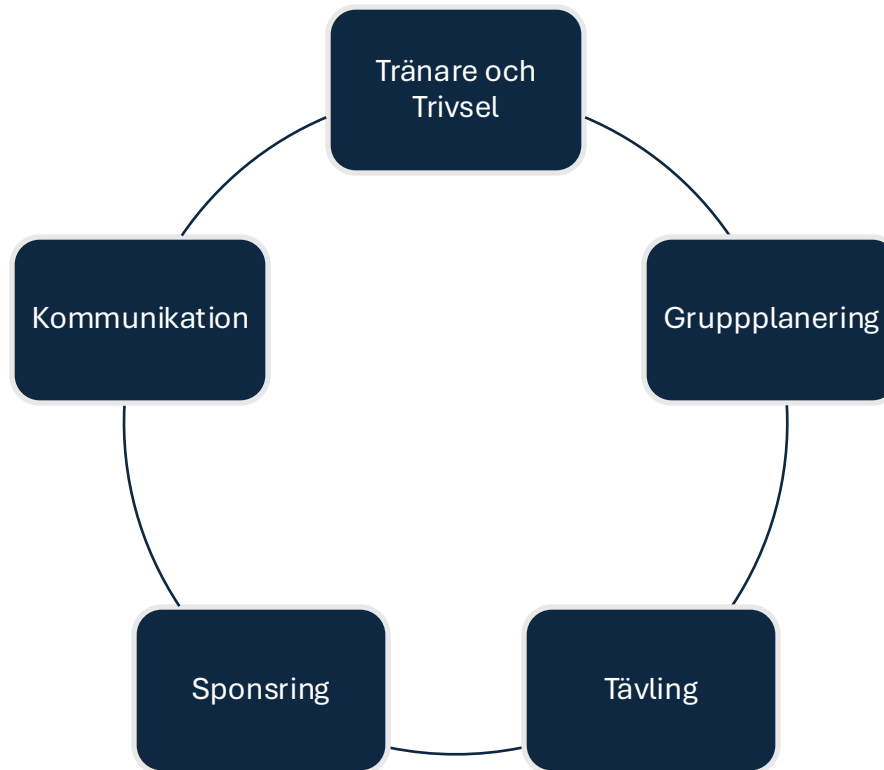 Tränare och
Trivsel
Kommunikation
Gruppplanering
Sponsring
Tävling